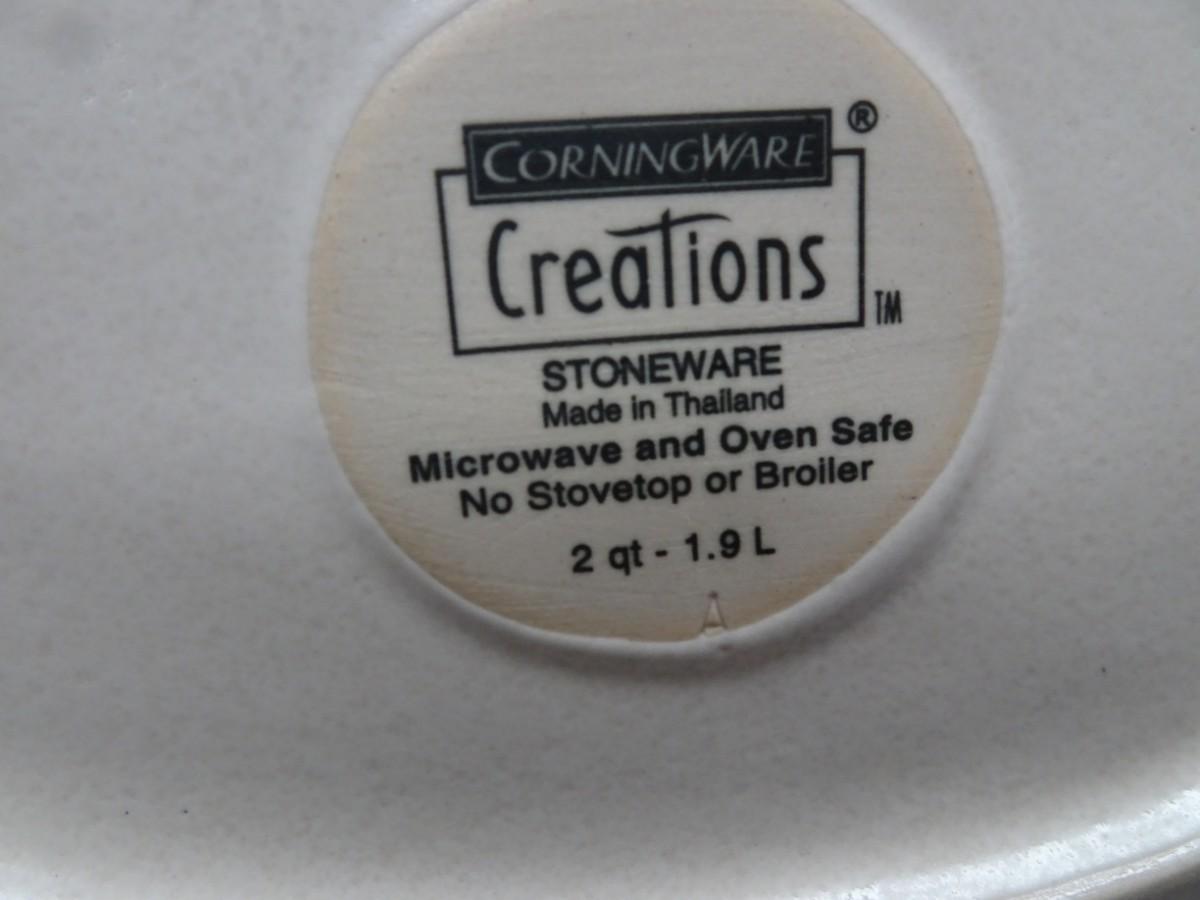 CORNINGWARE®
Creations™
STONEWARE
Made in Thailand
Microwave and Oven Safe
No Stovetop or Broiler
2 qt - 1.9 L
A